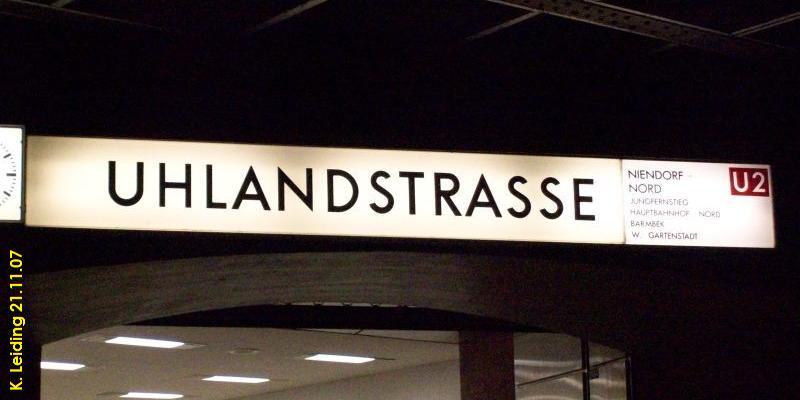 UHLANDSTRASSE
NIENDORF -
NORD
U2
JUNGFERNSTIEG
HAUPTBAHNHOF NORD
BARMBEK
W. GARTENSTADT
K. Leiding 21.11.07